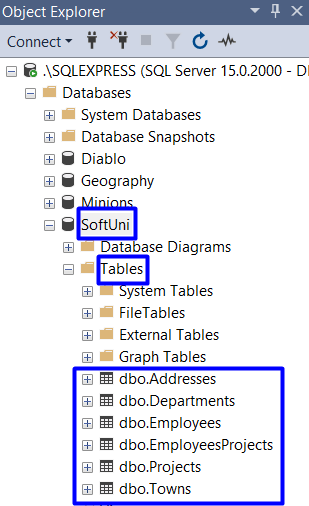 Object Explorer
Connect
.\SQLEXPRESS (SQL Server 15.0.2000 - D
Databases
System Databases
Database Snapshots
Diablo
Geography
Minions
SoftUni
Database Diagrams
Tables
System Tables
FileTables
External Tables
Graph Tables
dbo.Addresses
dbo.Departments
dbo.Employees
dbo.EmployeesProjects
dbo.Projects
dbo.Towns